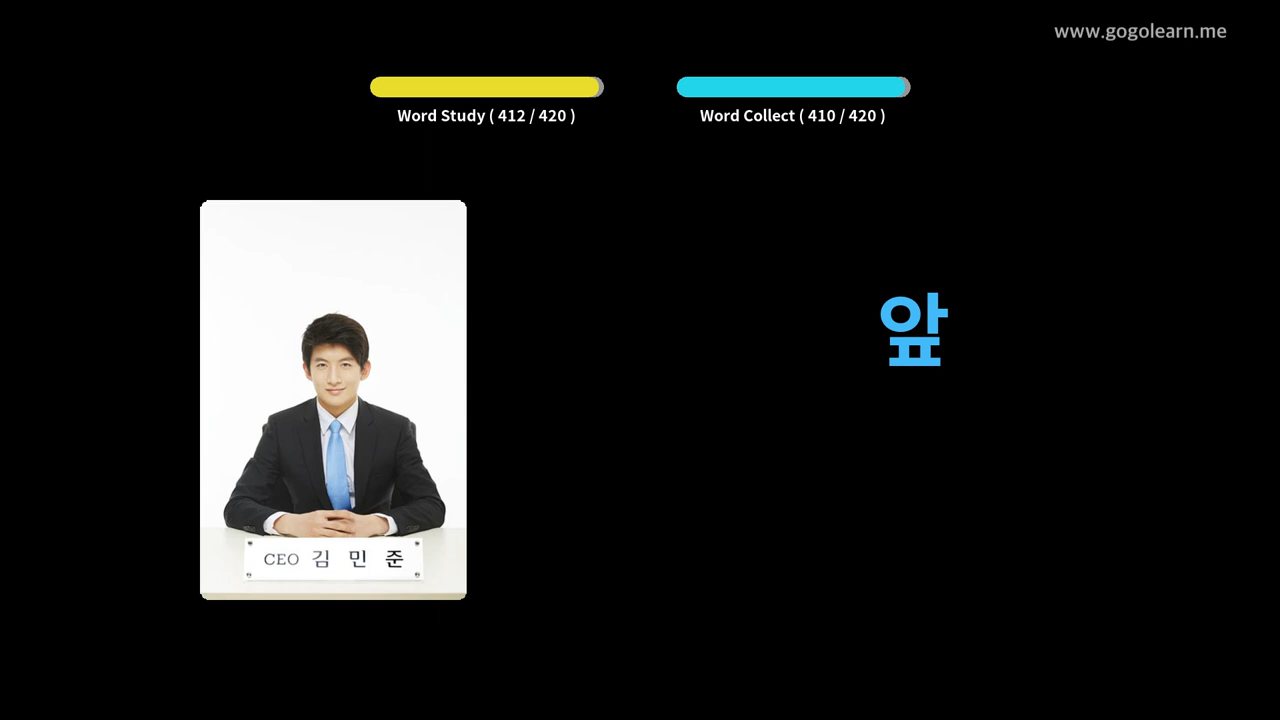 www.gogolearn.me
Word Study ( 412 / 420 )
Word Collect ( 410 / 420 )
앞
CEO 김 민 준